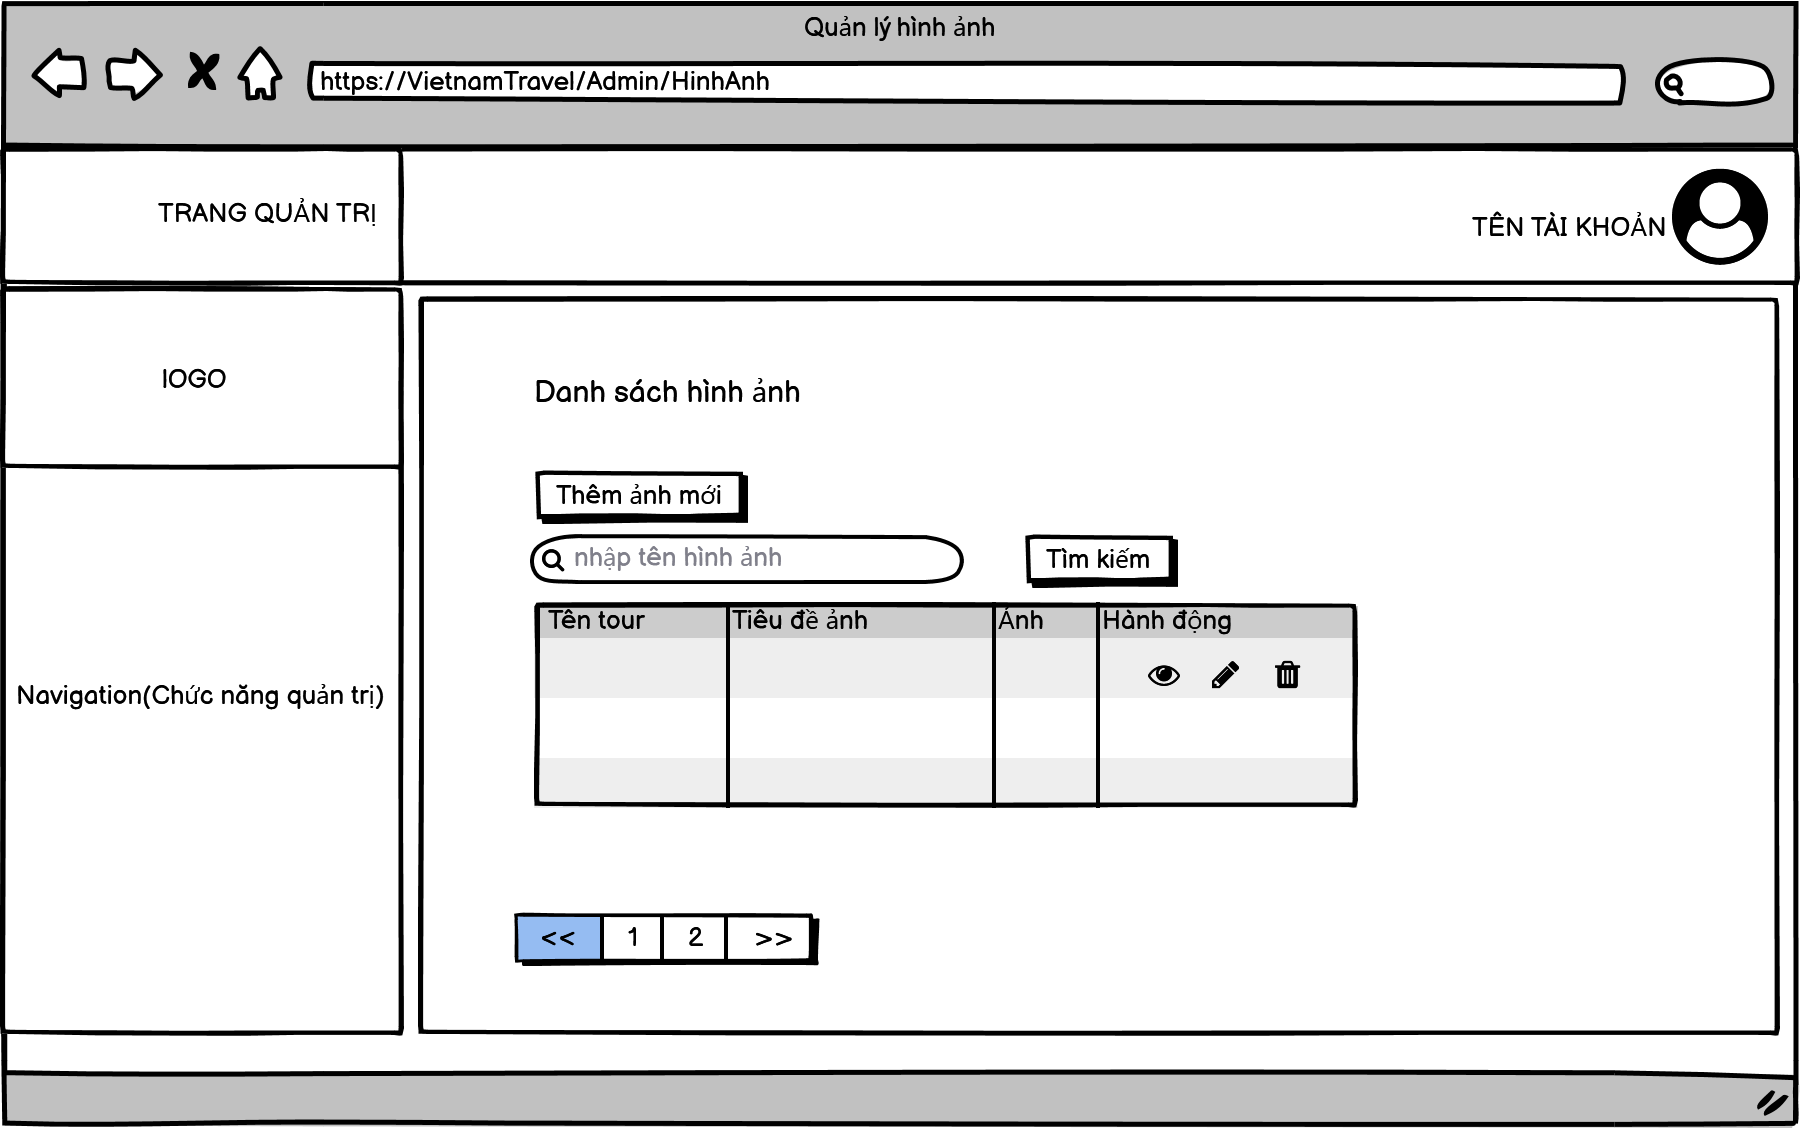 Quản lý hình ảnh
https://VietnamTravel/Admin/HinhAnh
TRANG QUẢN TRỊ
TÊN TÀI KHOẢN
lOGO
Danh sách hình ảnh
Thêm ảnh mới
nhập tên hình ảnh
Tìm kiếm
Tên tour Tiêu đề ảnh Ảnh Hành động
Navigation(Chức năng quản trị)
<< 1 2 >>